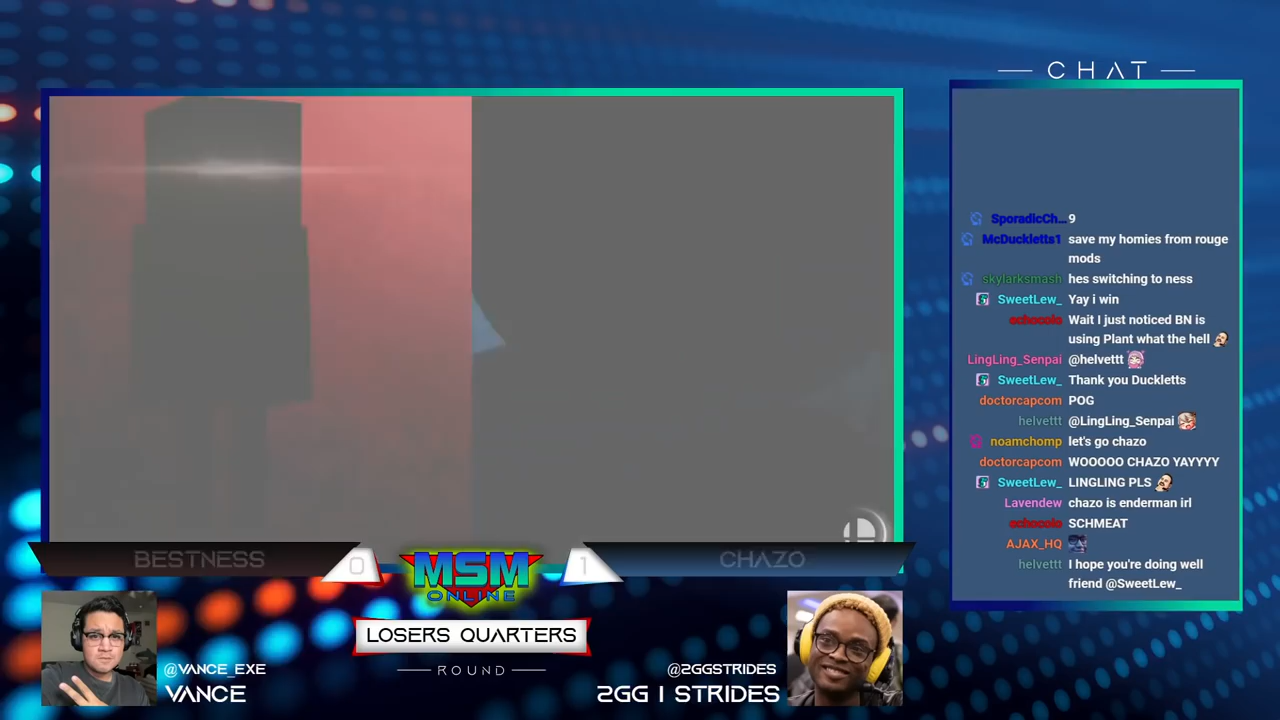 CHAT
SporadicCh... 9
McDuckletts1 save my homies from rouge
mods
skylarksmash hes switching to ness
SweetLew_ Yay i win
echocolo Wait I just noticed BN is
using Plant what the hell
LingLing_Senpai @helvettt
SweetLew_ Thank you Duckletts
doctorcapcom POG
helvettt @LingLing_Senpai
noamchomp let's go chazo
doctorcapcom WOOOOO CHAZO YAYYYY
SweetLew_ LINGLING PLS
Lavendew chazo is enderman irl
echocolo SCHMEAT
AJAX_HQ
helvettt I hope you're doing well
friend @SweetLew_
BESTNESS 0 MSM 1 CHAZO
ONLINE
LOSERS QUARTERS
ROUND
@VANCE_EXE
VANCE
@2GGSTRIDES
2GG | STRIDES